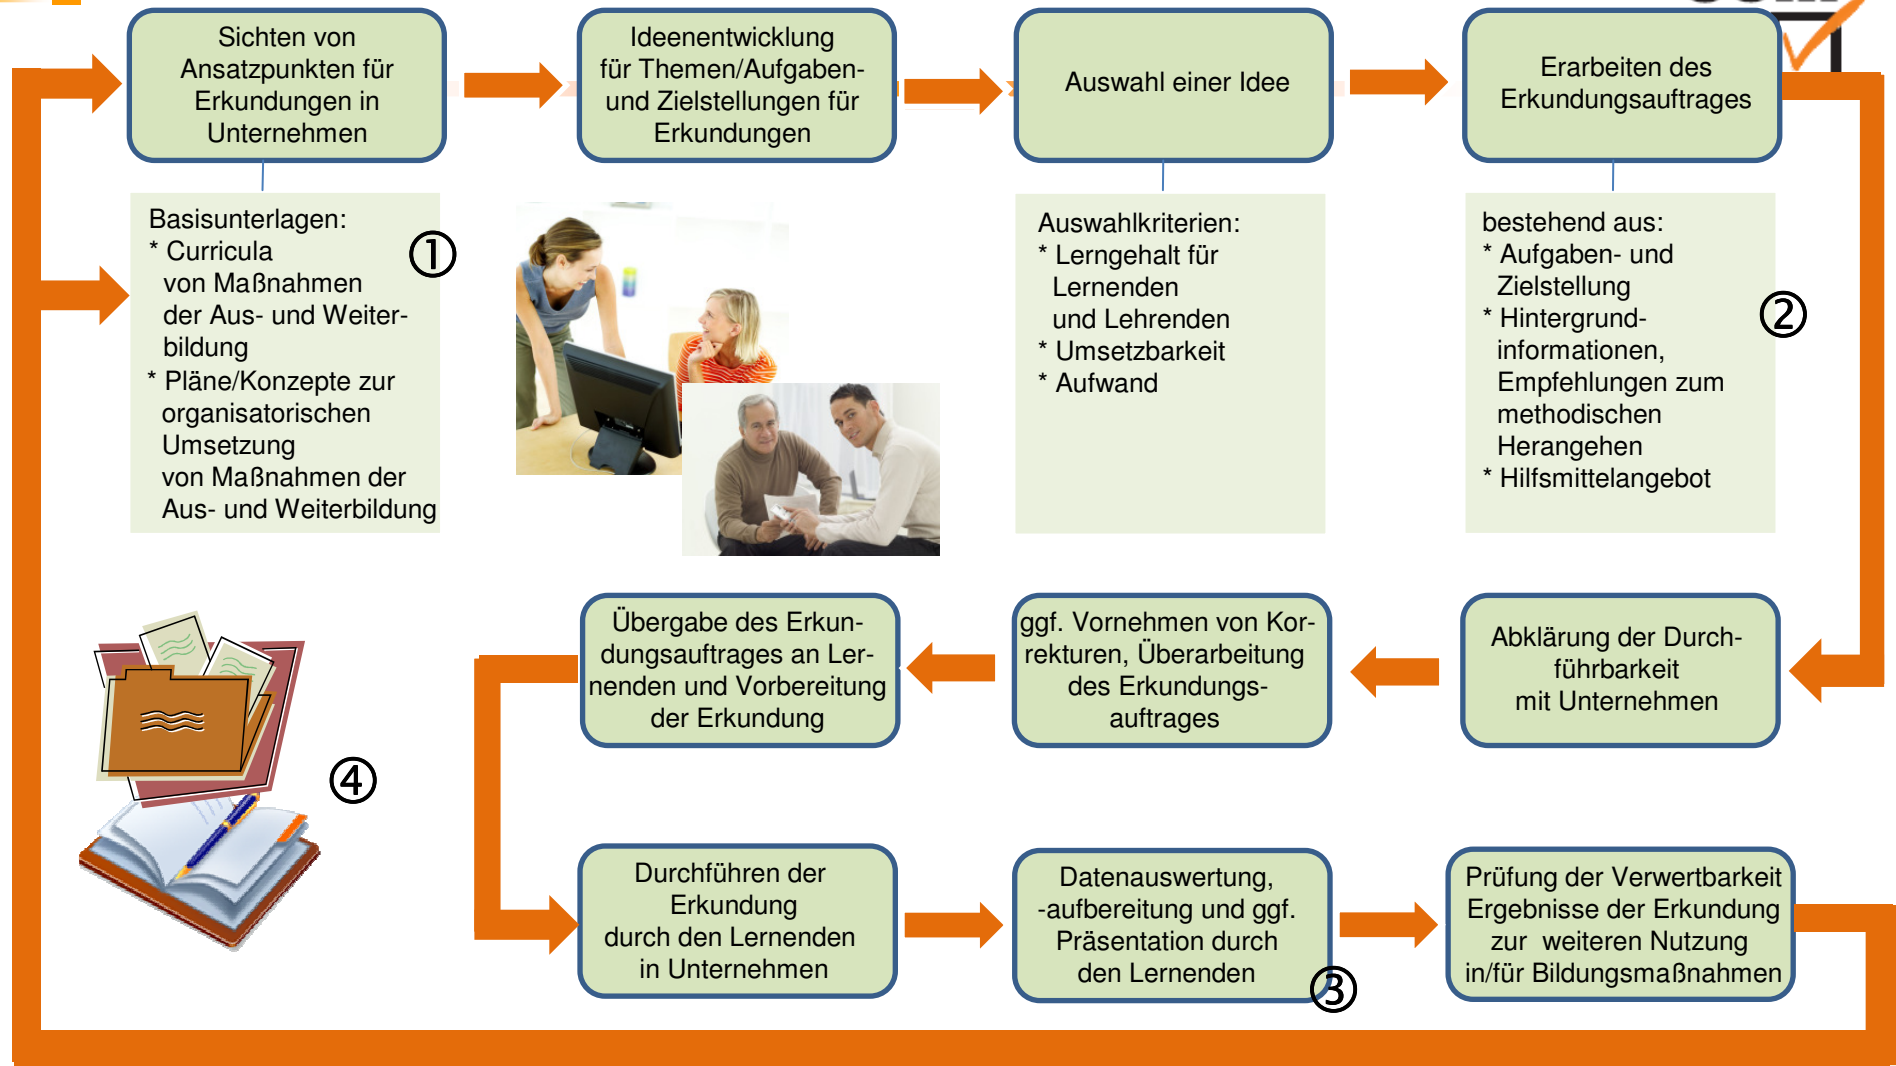 Sichten von
Ansatzpunkten für
Erkundungen in
Unternehmen
Ideenentwicklung
für Themen/Aufgaben-
und Zielstellungen für
Erkundungen
Auswahl einer Idee
Erarbeiten des
Erkundungsauftrages
Basisunterlagen:
* Curricula
von Maßnahmen
der Aus- und Weiter-
bildung
* Pläne/Konzepte zur
organisatorischen
Umsetzung
von Maßnahmen der
Aus- und Weiterbildung
①
Auswahlkriterien:
* Lerngehalt für
Lernenden
und Lehrenden
* Umsetzbarkeit
* Aufwand
bestehend aus:
* Aufgaben- und
Zielstellung
* Hintergrund-
informationen,
Empfehlungen zum
methodischen
Herangehen
* Hilfsmittelangebot
②
Abklärung der Durch-
führbarkeit
mit Unternehmen
ggf. Vornehmen von Kor-
rekturen, Überarbeitung
des Erkundungs-
auftrages
Übergabe des Erkun-
dungsauftrages an Ler-
nenden und Vorbereitung
der Erkundung
④
Durchführen der
Erkundung
durch den Lernenden
in Unternehmen
Datenauswertung,
-aufbereitung und ggf.
Präsentation durch
den Lernenden
③
Prüfung der Verwertbarkeit
Ergebnisse der Erkundung
zur weiteren Nutzung
in/für Bildungsmaßnahmen